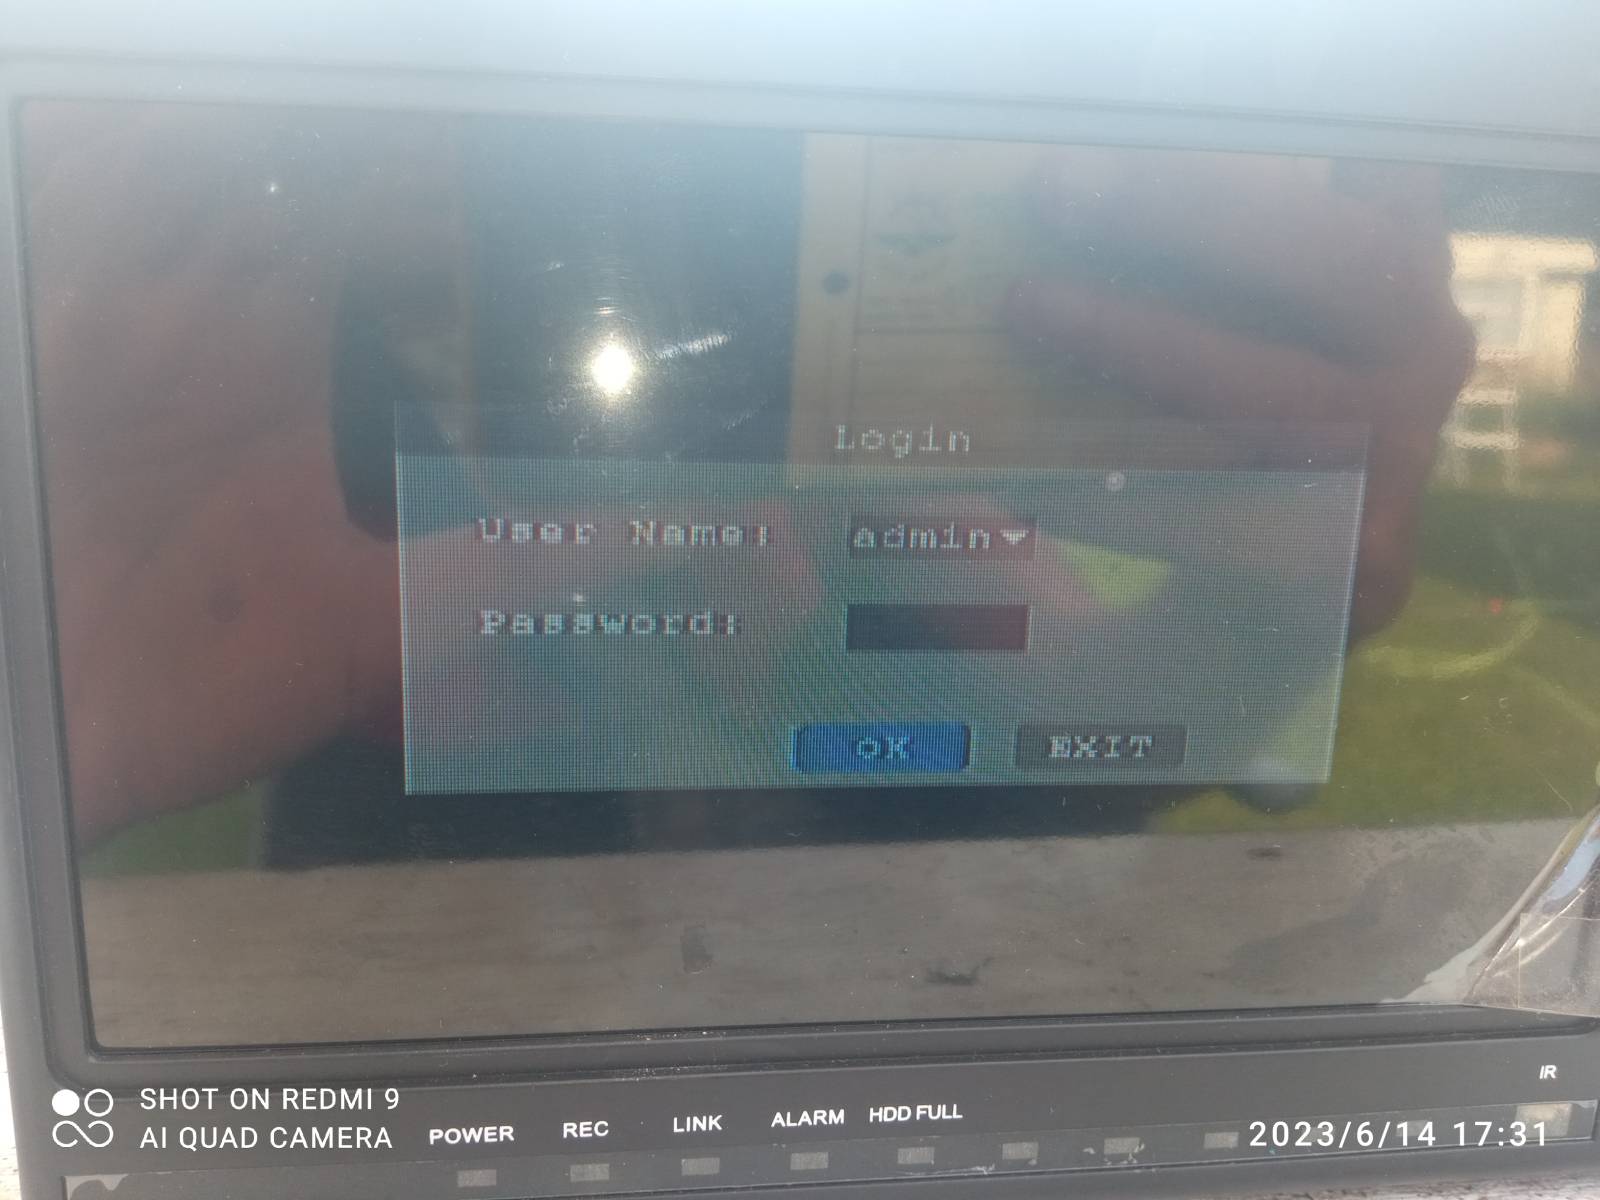 Login
User Name: admin
Password:
OK EXIT
IR
POWER REC LINK ALARM HDD FULL
SHOT ON REDMI 9
AI QUAD CAMERA
2023/6/14 17:31